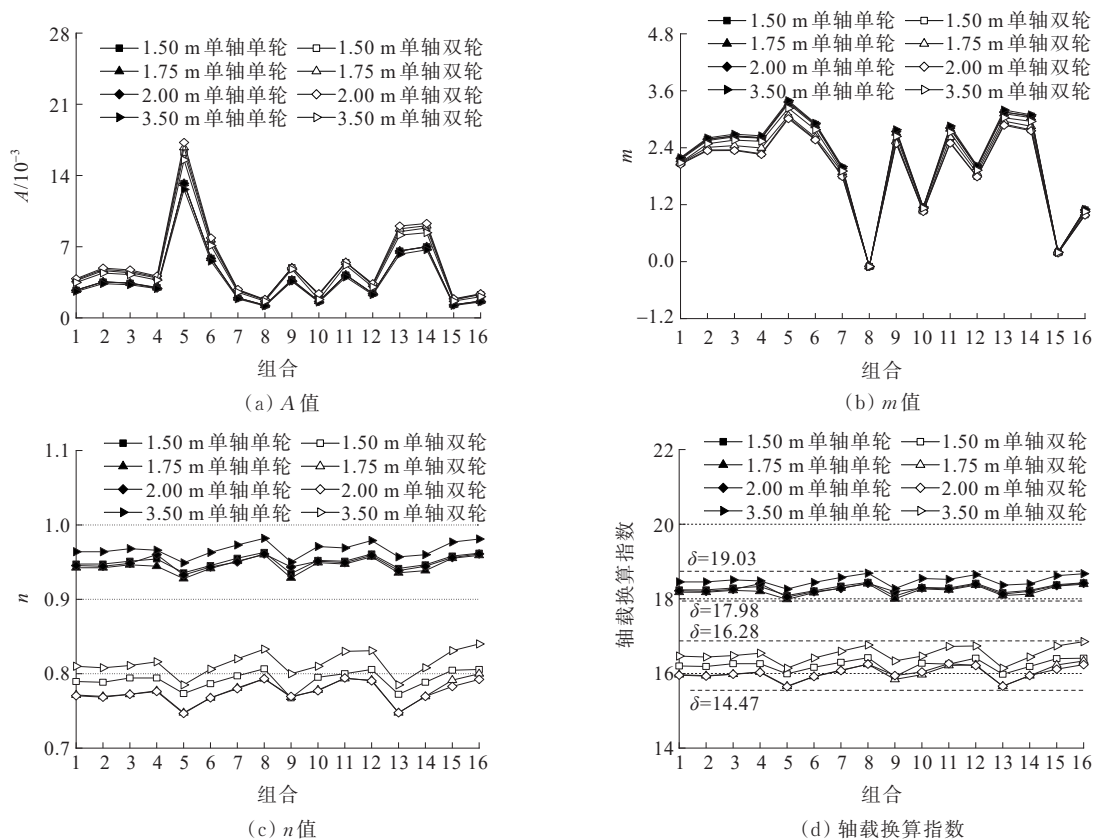 28
21
14
7
0
A/10⁻³
1.50 m单轴单轮 1.50 m单轴双轮
1.75 m单轴单轮 1.75 m单轴双轮
2.00 m单轴单轮 2.00 m单轴双轮
3.50 m单轴单轮 3.50 m单轴双轮
1 2 3 4 5 6 7 8 9 10 11 12 13 14 15 16
组合
(a) A值
4.8
3.6
2.4
1.2
0.0
−1.2
m
1.50 m单轴单轮 1.50 m单轴双轮
1.75 m单轴单轮 1.75 m单轴双轮
2.00 m单轴单轮 2.00 m单轴双轮
3.50 m单轴单轮 3.50 m单轴双轮
1 2 3 4 5 6 7 8 9 10 11 12 13 14 15 16
组合
(b) m值
1.1
1.0
0.9
0.8
0.7
n
1.50 m单轴单轮 1.50 m单轴双轮
1.75 m单轴单轮 1.75 m单轴双轮
2.00 m单轴单轮 2.00 m单轴双轮
3.50 m单轴单轮 3.50 m单轴双轮
1 2 3 4 5 6 7 8 9 10 11 12 13 14 15 16
组合
(c) n值
22
20
18
16
14
轴载换算指数
1.50 m单轴单轮 1.50 m单轴双轮
1.75 m单轴单轮 1.75 m单轴双轮
2.00 m单轴单轮 2.00 m单轴双轮
3.50 m单轴单轮 3.50 m单轴双轮
δ=19.03
δ=17.98
δ=16.28
δ=14.47
1 2 3 4 5 6 7 8 9 10 11 12 13 14 15 16
组合
(d) 轴载换算指数